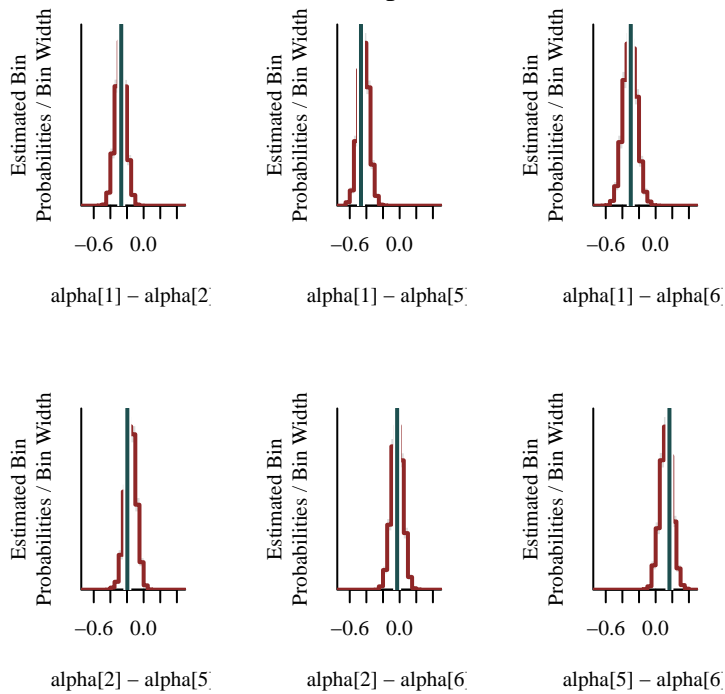 Estimated Bin
Probabilities / Bin Width
−0.6 0.0
alpha[1] − alpha[2]
Estimated Bin
Probabilities / Bin Width
−0.6 0.0
alpha[1] − alpha[5]
Estimated Bin
Probabilities / Bin Width
−0.6 0.0
alpha[1] − alpha[6]
Estimated Bin
Probabilities / Bin Width
−0.6 0.0
alpha[2] − alpha[5]
Estimated Bin
Probabilities / Bin Width
−0.6 0.0
alpha[2] − alpha[6]
Estimated Bin
Probabilities / Bin Width
−0.6 0.0
alpha[5] − alpha[6]